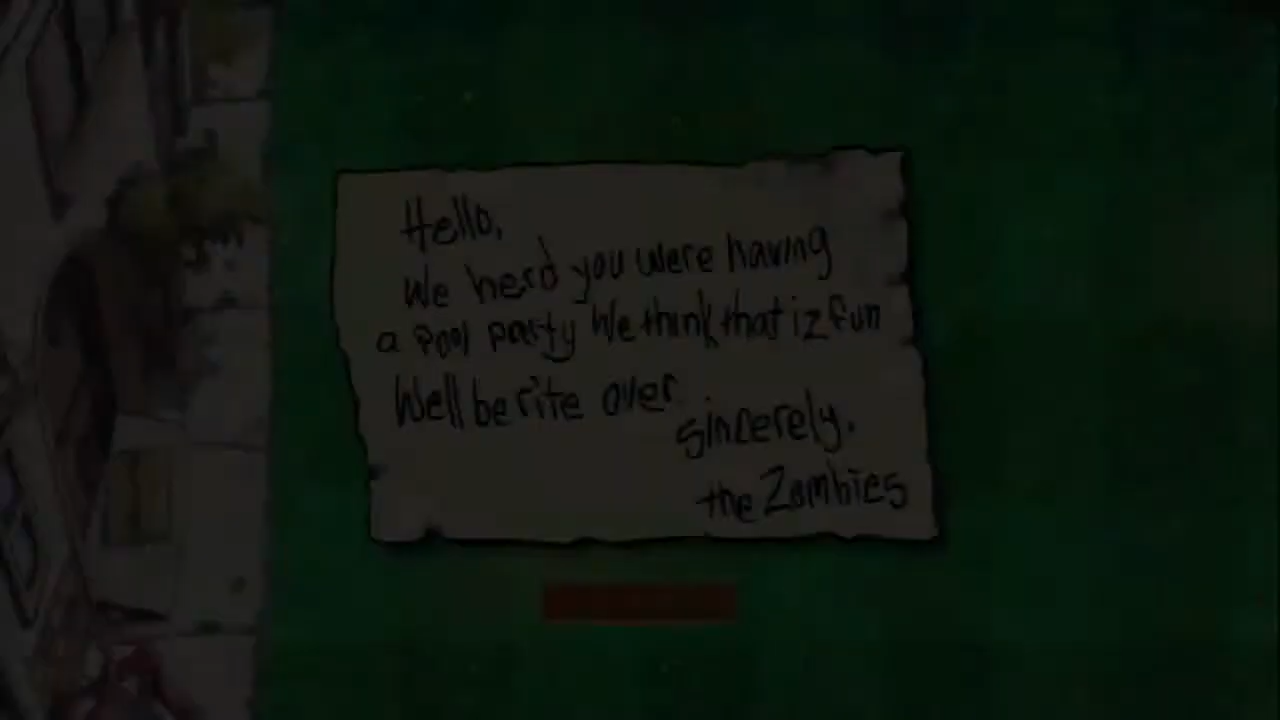 Hello,
We herd you were having
a pool party We think that iz fun
Well be rite over.
sincerely.
the Zombies